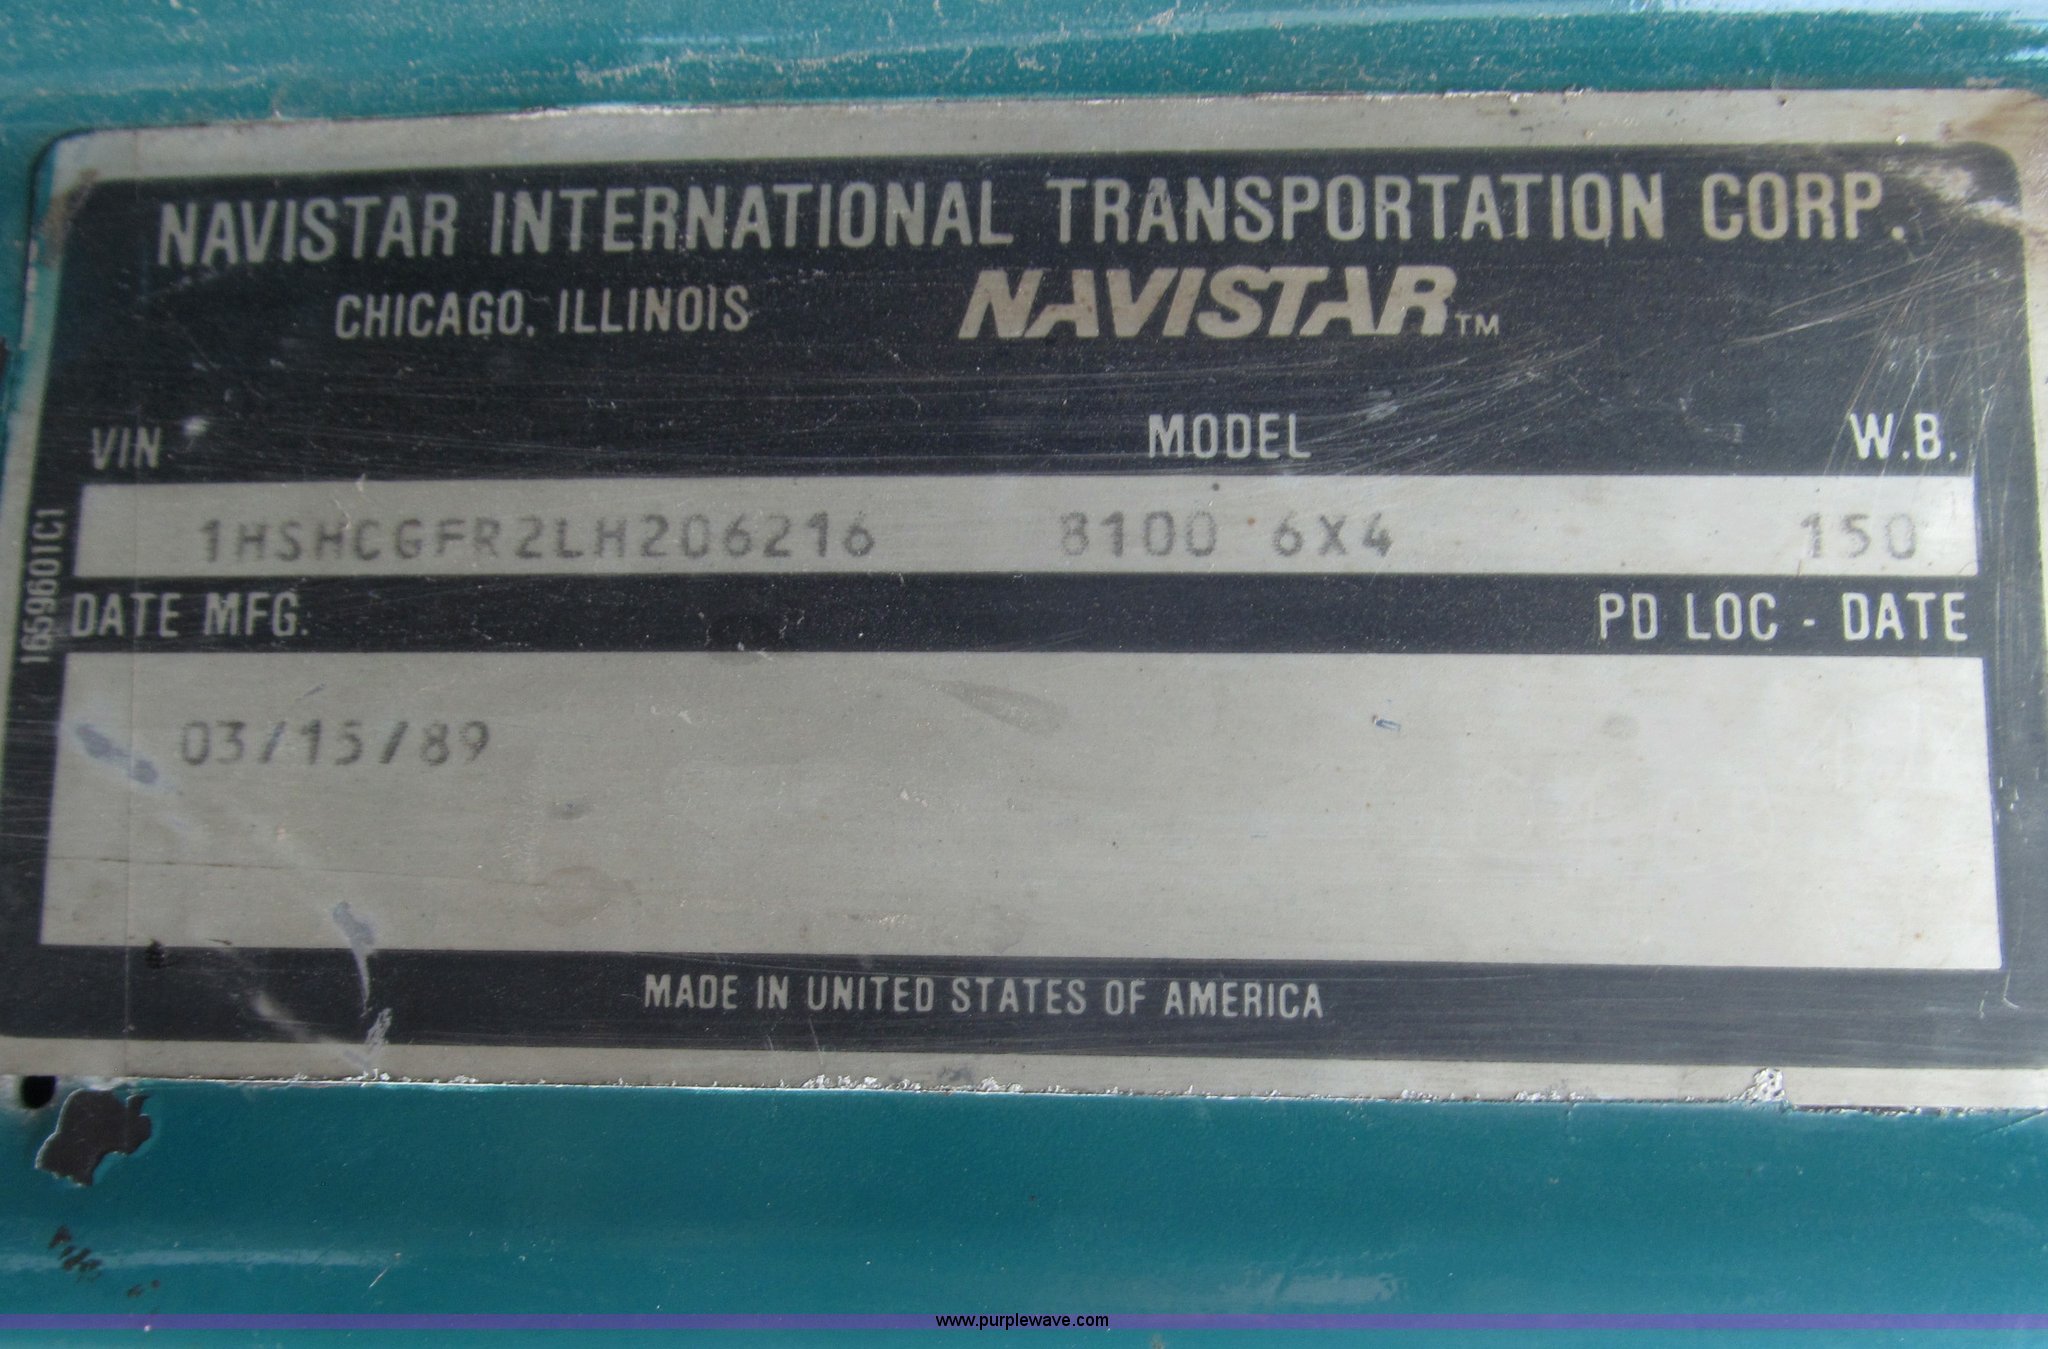 NAVISTAR INTERNATIONAL TRANSPORTATION CORP.
CHICAGO, ILLINOIS NAVISTAR TM
VIN MODEL W.B.
1HSHCGFR2LH206216 8100 6X4 150
1659601C1
DATE MFG. PD LOC - DATE
03/15/89
MADE IN UNITED STATES OF AMERICA
www.purplewave.com